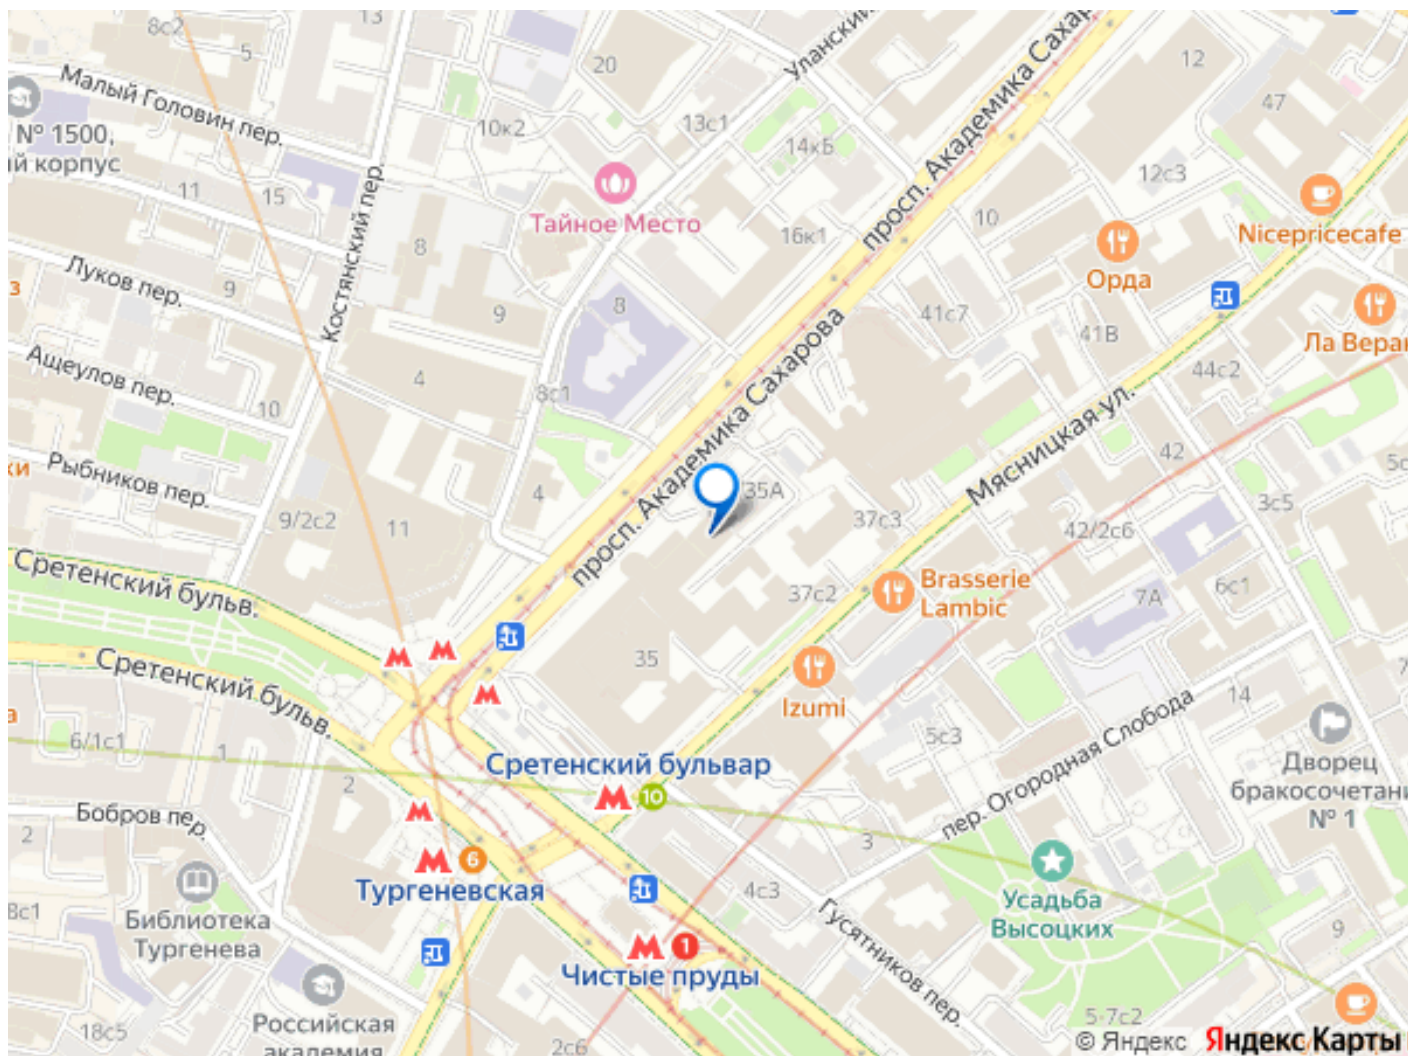 8с2
13
5
20
Уланский
12
47
Малый Головин пер.
№ 1500,
й корпус
10к2
13с1
14кБ
12с3
11
15
Тайное Место
16к1
просп. Академика Сахар
10
Nicepricecafe
Костянский пер.
8
Орда
Луков пер.
9
9
8
41с7
41В
Ла Вера
Ащеулов пер.
4
8с1
просп. Академика Сахарова
44с2
10
Мясницкая ул.
42
Рыбников пер.
4
35А
37с3
3с5
9/2с2
11
42/2с6
Сретенский бульв.
37с2
Brasserie
Lambic
7А
6с1
Сретенский бульв.
35
Izumi
14
6/1с1
1
2
Сретенский бульвар
10
5с3
пер. Огородная Слобода
Дворец
бракосочетани
№ 1
Бобров пер.
2
3
6
Тургеневская
4с3
Усадьба
Высоцких
Библиотека
Тургенева
8с1
Гусятников пер.
9
1
Чистые пруды
Российская
академия
18с5
2с6
5-7с2
© Яндекс Яндекс Карты